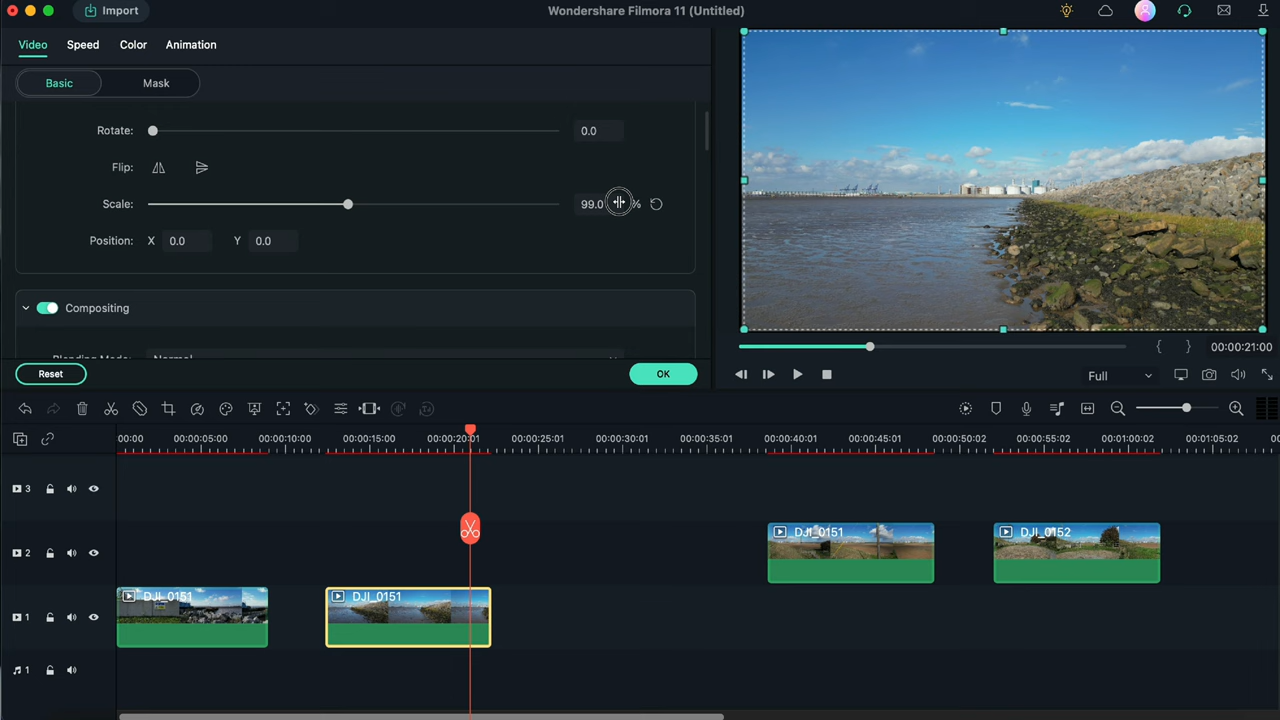 Import
Wondershare Filmora 11 (Untitled)
Video Speed Color Animation
Basic Mask
Rotate: 0.0
Flip:
Scale: 99.0 %
Position: X 0.0 Y 0.0
Compositing
Blending Mode: Normal
Reset OK
{ } 00:00:21:00
Full
00:00 00:00:05:00 00:00:10:00 00:00:15:00 00:00:20:01 00:00:25:01 00:00:30:01 00:00:35:01 00:00:40:01 00:00:45:01 00:00:50:02 00:00:55:02 00:01:00:02 00:01:05:02
3
2 DJI_0151 DJI_0152
1 DJI_0151 DJI_0151
1